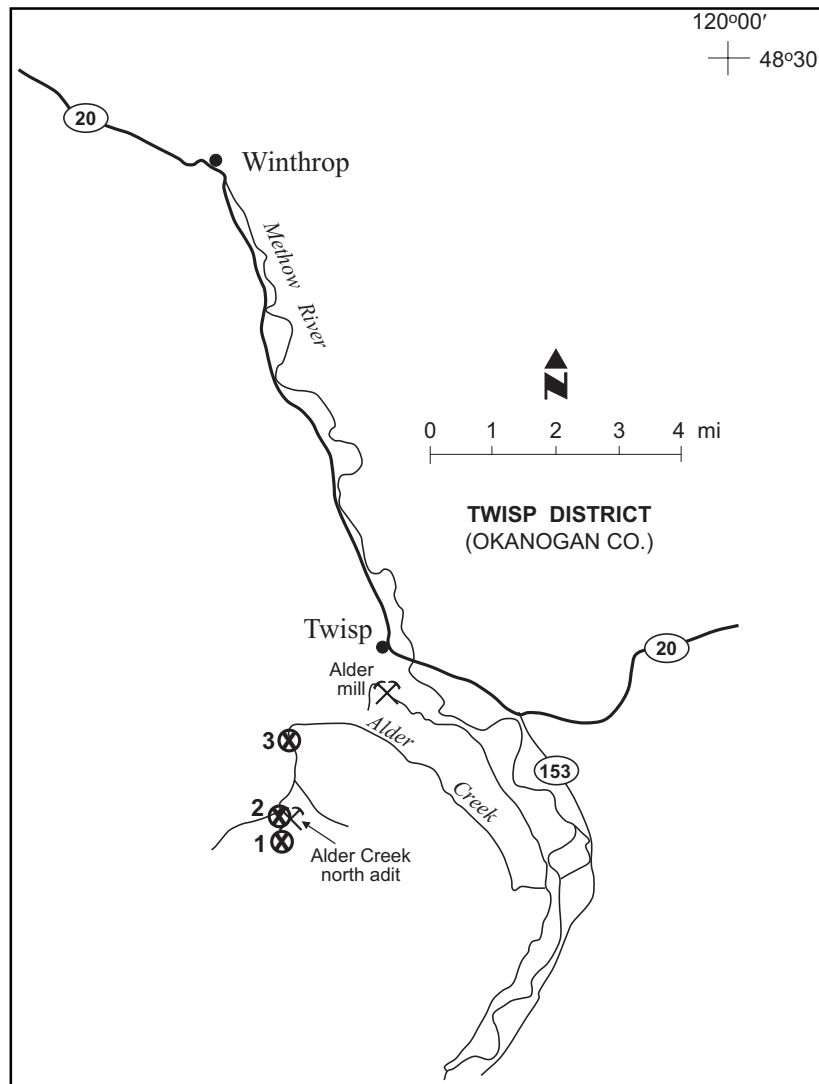 120°00′
48°30
20
Winthrop
Methow River
N
0 1 2 3 4 mi
TWISP DISTRICT
(OKANOGAN CO.)
Twisp
20
Alder
mill
Alder Creek
3
153
2
1
Alder Creek
north adit